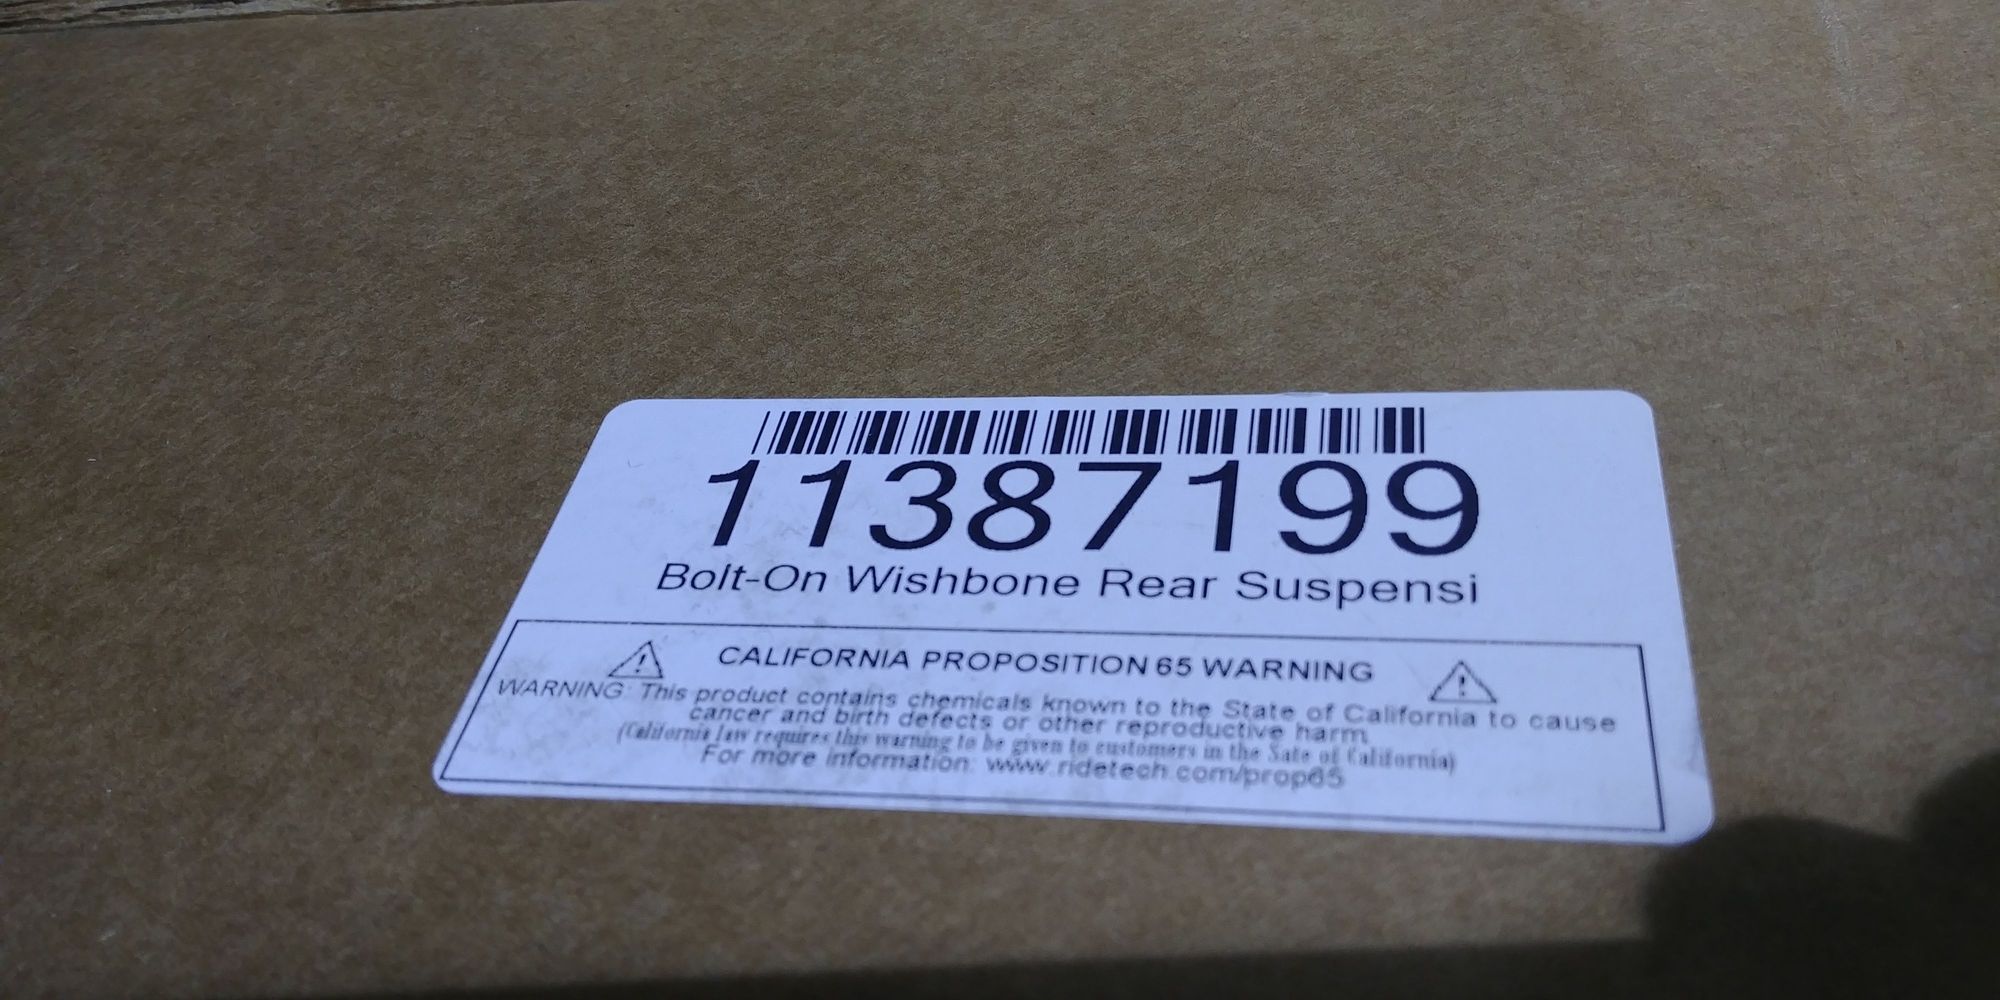 11387199
Bolt-On Wishbone Rear Suspensi
CALIFORNIA PROPOSITION 65 WARNING
WARNING: This product contains chemicals known to the State of California to cause
cancer and birth defects or other reproductive harm
(California law requires this warning to be given to customers in the Sate of California)
For more information: www.ridetech.com/prop65